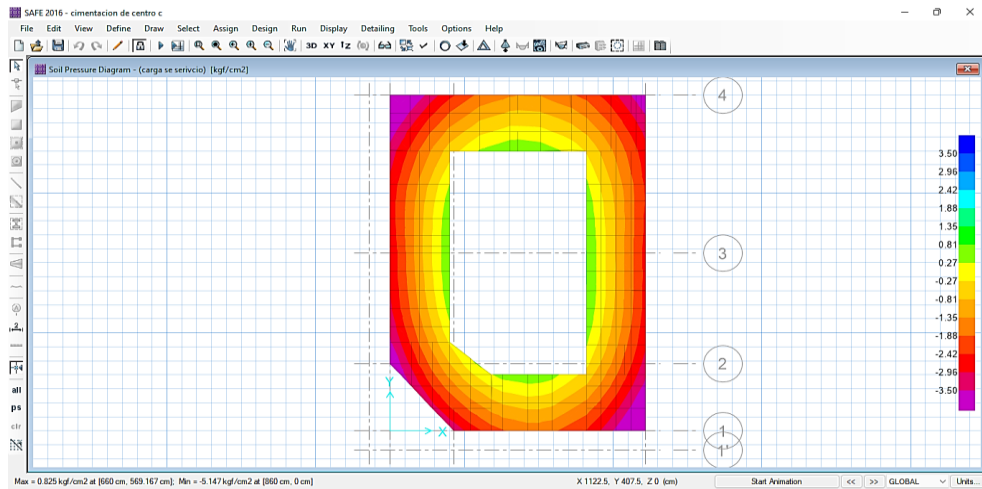 SAFE 2016 - cimentacion de centro c
File Edit View Define Draw Select Assign Design Run Display Detailing Tools Options Help
3D XY
Soil Pressure Diagram - (carga se serivcio) [kgf/cm2]
4
3.50
2.96
2.42
1.88
1.35
0.81
3
0.27
-0.27
-0.81
-1.35
-1.88
2
-2.42
-2.96
-3.50
Y
all
ps
clr
X
1
1'
Max = 0.825 kgf/cm2 at [660 cm, 569.167 cm]; Min = -5.147 kgf/cm2 at [860 cm, 0 cm] X 1122.5, Y 407.5, Z 0 (cm) Start Animation << >> GLOBAL Units...